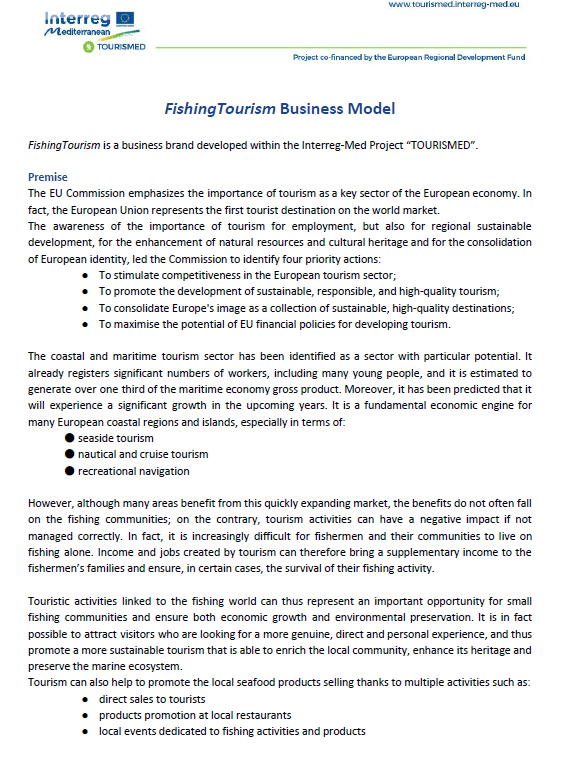 www.tourismed.interreg-med.eu
Interreg
Mediterranean
TOURISMED
Project co-financed by the European Regional Development Fund
FishingTourism Business Model
FishingTourism is a business brand developed within the Interreg-Med Project “TOURISMED”.
Premise
The EU Commission emphasizes the importance of tourism as a key sector of the European economy. In
fact, the European Union represents the first tourist destination on the world market.
The awareness of the importance of tourism for employment, but also for regional sustainable
development, for the enhancement of natural resources and cultural heritage and for the consolidation
of European identity, led the Commission to identify four priority actions:
● To stimulate competitiveness in the European tourism sector;
● To promote the development of sustainable, responsible, and high-quality tourism;
● To consolidate Europe's image as a collection of sustainable, high-quality destinations;
● To maximise the potential of EU financial policies for developing tourism.
The coastal and maritime tourism sector has been identified as a sector with particular potential. It
already registers significant numbers of workers, including many young people, and it is estimated to
generate over one third of the maritime economy gross product. Moreover, it has been predicted that it
will experience a significant growth in the upcoming years. It is a fundamental economic engine for
many European coastal regions and islands, especially in terms of:
● seaside tourism
● nautical and cruise tourism
● recreational navigation
However, although many areas benefit from this quickly expanding market, the benefits do not often fall
on the fishing communities; on the contrary, tourism activities can have a negative impact if not
managed correctly. In fact, it is increasingly difficult for fishermen and their communities to live on
fishing alone. Income and jobs created by tourism can therefore bring a supplementary income to the
fishermen’s families and ensure, in certain cases, the survival of their fishing activity.
Touristic activities linked to the fishing world can thus represent an important opportunity for small
fishing communities and ensure both economic growth and environmental preservation. It is in fact
possible to attract visitors who are looking for a more genuine, direct and personal experience, and thus
promote a more sustainable tourism that is able to enrich the local community, enhance its heritage and
preserve the marine ecosystem.
Tourism can also help to promote the local seafood products selling thanks to multiple activities such as:
● direct sales to tourists
● products promotion at local restaurants
● local events dedicated to fishing activities and products